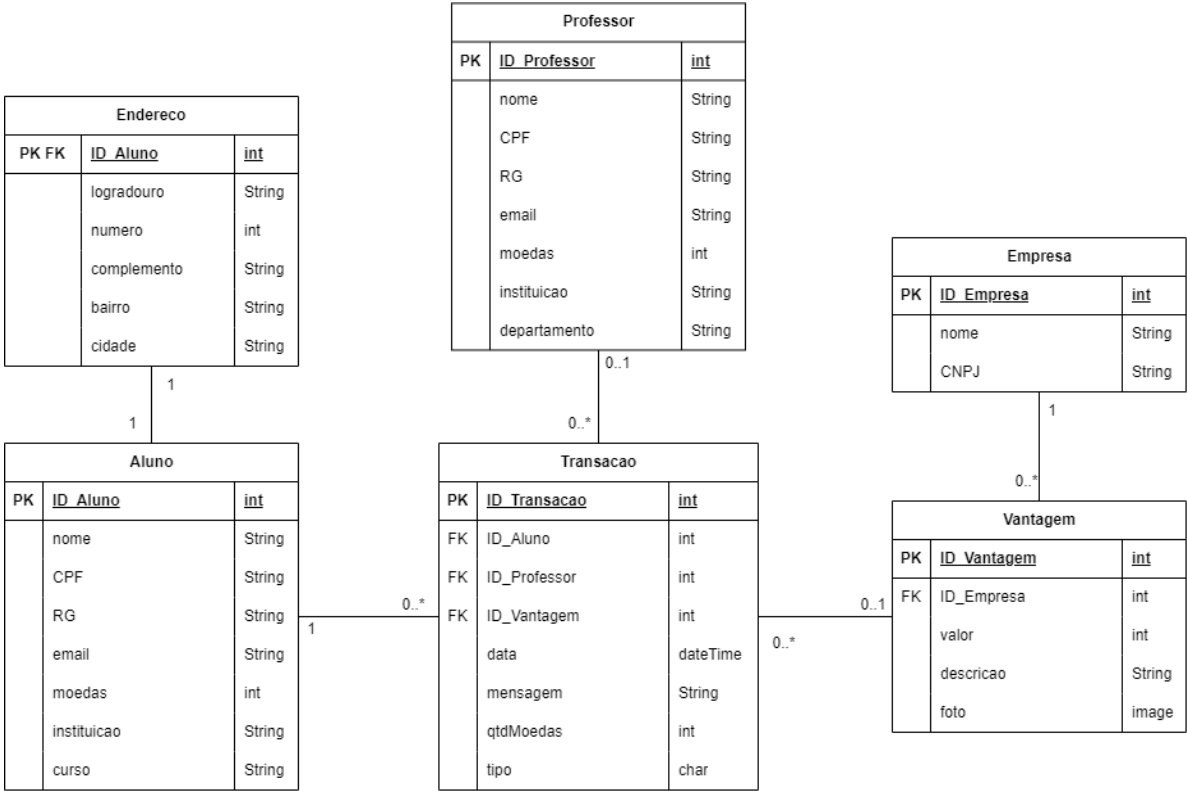 Professor
PK ID_Professor int
nome String
CPF String
RG String
email String
moedas int
instituicao String
departamento String
0..1
0..*
Endereco
PK FK ID_Aluno int
logradouro String
numero int
complemento String
bairro String
cidade String
1
1
Aluno
PK ID_Aluno int
nome String
CPF String
RG String
email String
moedas int
instituicao String
curso String
1
0..*
Transacao
PK ID_Transacao int
FK ID_Aluno int
FK ID_Professor int
FK ID_Vantagem int
data dateTime
mensagem String
qtdMoedas int
tipo char
0..*
0..1
Empresa
PK ID_Empresa int
nome String
CNPJ String
1
0..*
Vantagem
PK ID_Vantagem int
FK ID_Empresa int
valor int
descricao String
foto image